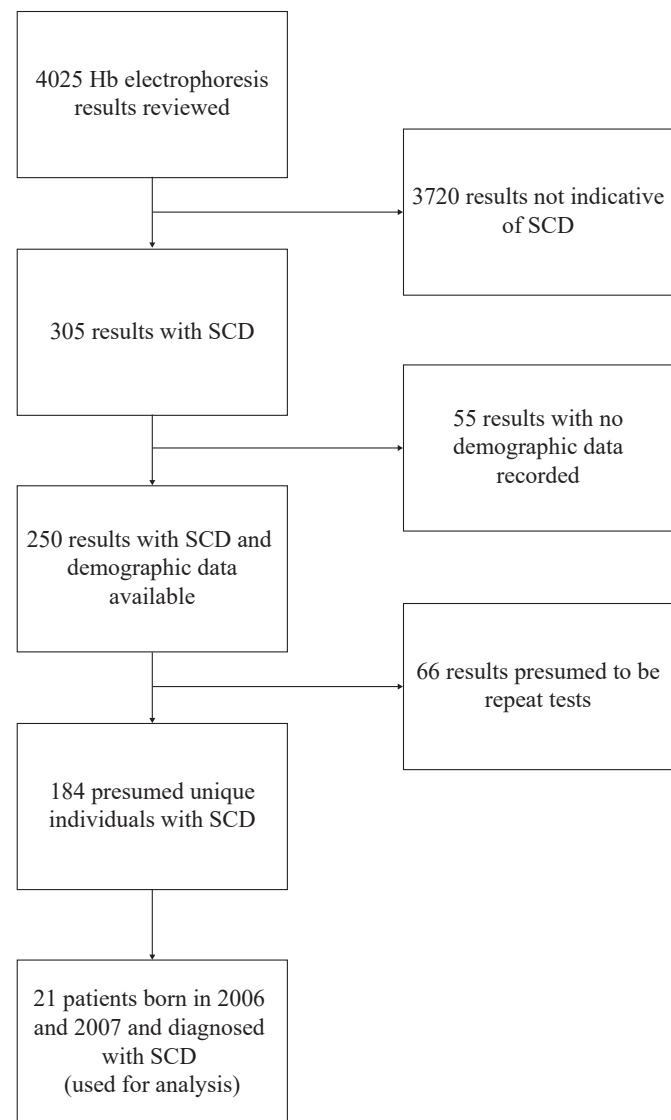 4025 Hb electrophoresis
results reviewed
3720 results not indicative
of SCD
305 results with SCD
55 results with no
demographic data
recorded
250 results with SCD and
demographic data
available
66 results presumed to be
repeat tests
184 presumed unique
individuals with SCD
21 patients born in 2006
and 2007 and diagnosed
with SCD
(used for analysis)